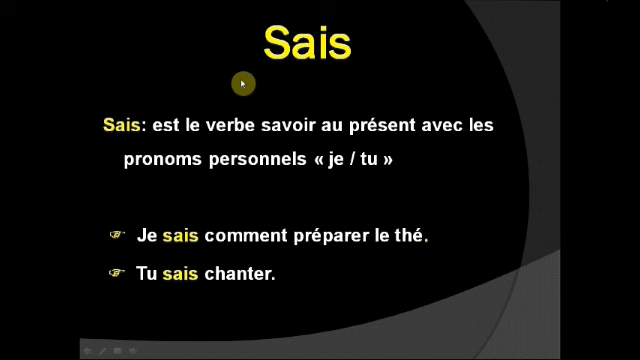 Sais
Sais: est le verbe savoir au présent avec les
pronoms personnels « je / tu »
Je sais comment préparer le thé.
Tu sais chanter.